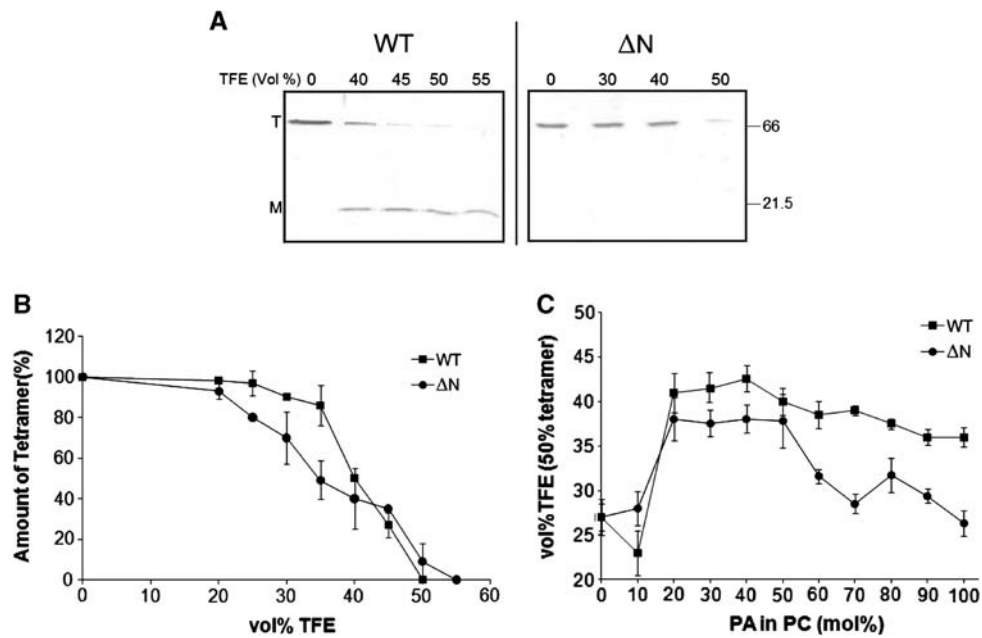 A
WT
ΔN
TFE (Vol %) 0 40 45 50 55
0 30 40 50
T
66
M
21.5
B
120
100
80
60
40
20
0
Amount of Tetramer(%)
WT
ΔN
0 10 20 30 40 50 60
vol% TFE
C
50
45
40
35
30
25
20
vol%TFE (50% tetramer)
WT
ΔN
0 10 20 30 40 50 60 70 80 90 100
PA in PC (mol%)